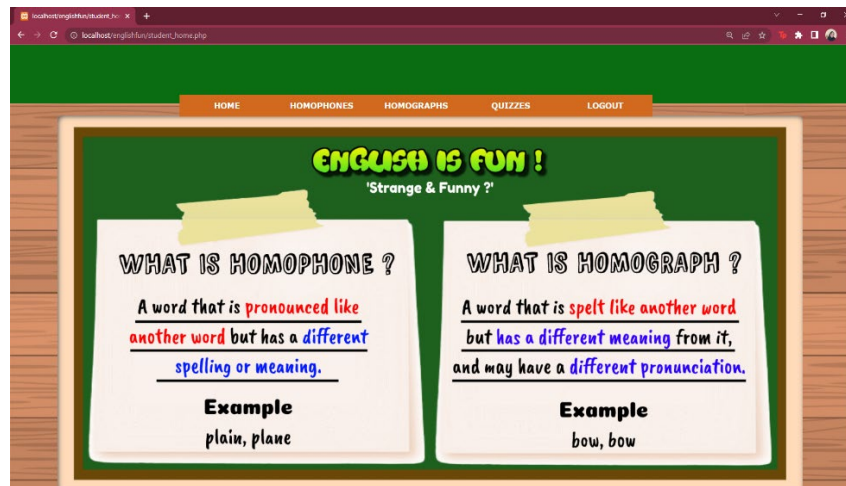 localhost/englishfun/student_ho
localhost/englishfun/student_home.php
HOME HOMOPHONES HOMOGRAPHS QUIZZES LOGOUT
ENGLISH IS FUN !
'Strange & Funny ?'
WHAT IS HOMOPHONE ?
A word that is pronounced like
another word but has a different
spelling or meaning.
Example
plain, plane
WHAT IS HOMOGRAPH ?
A word that is spelt like another word
but has a different meaning from it,
and may have a different pronunciation.
Example
bow, bow